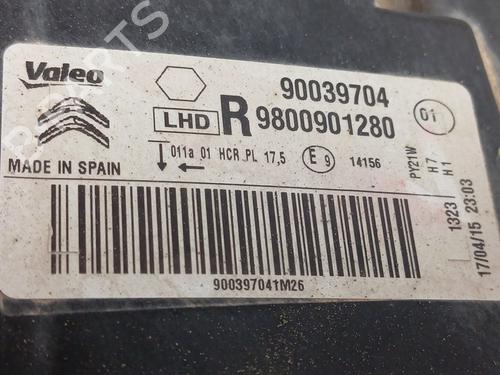 Valeo
90039704
LHD R 9800901280
01
MADE IN SPAIN
011a 01 HCR PL 17,5 E9 14156
PY21W
H7
H1
1323
17/04/15 23:03
900397041M26